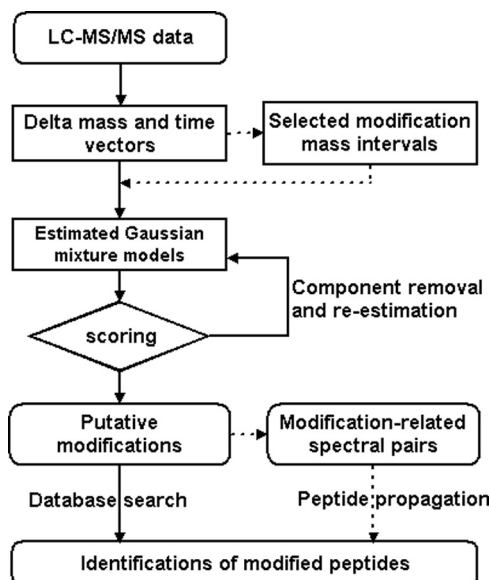 LC-MS/MS data
Delta mass and time
vectors
Selected modification
mass intervals
Estimated Gaussian
mixture models
Component removal
and re-estimation
scoring
Putative
modifications
Modification-related
spectral pairs
Database search
Peptide propagation
Identifications of modified peptides